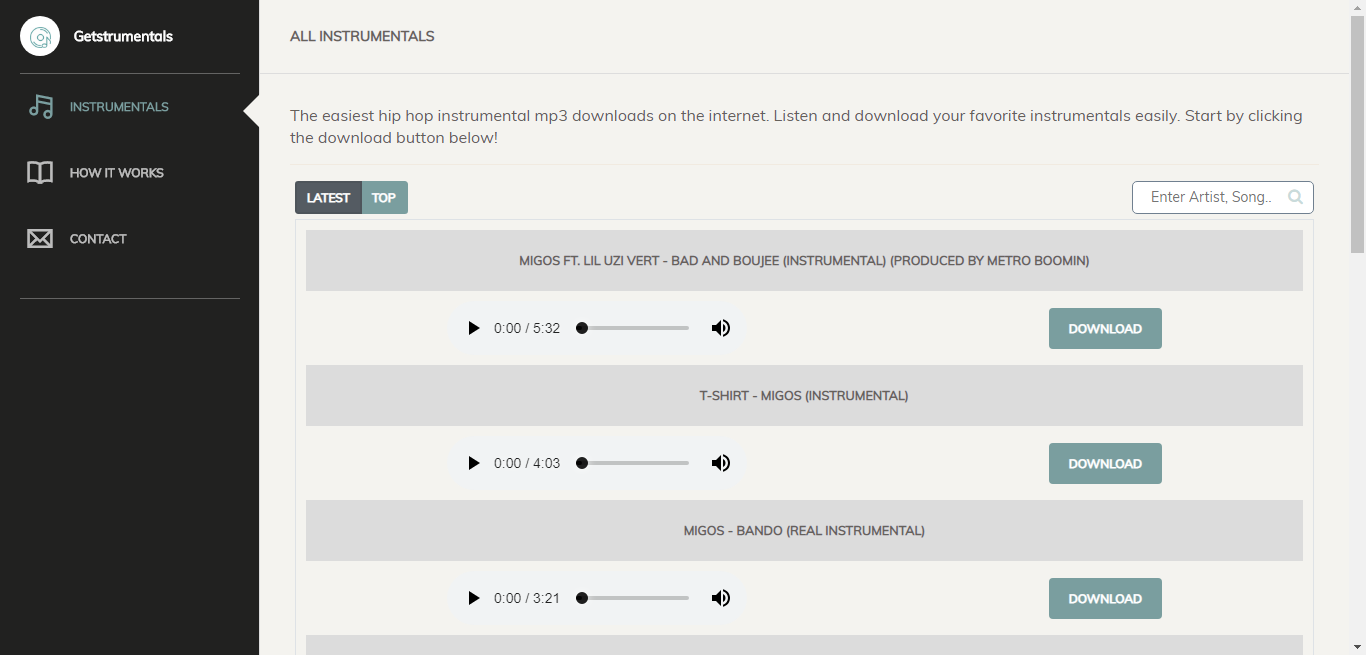 Getstrumentals
INSTRUMENTALS
HOW IT WORKS
CONTACT
ALL INSTRUMENTALS
The easiest hip hop instrumental mp3 downloads on the internet. Listen and download your favorite instrumentals easily. Start by clicking
the download button below!
LATEST TOP
Enter Artist, Song..
MIGOS FT. LIL UZI VERT - BAD AND BOUJEE (INSTRUMENTAL) (PRODUCED BY METRO BOOMIN)
0:00 / 5:32
DOWNLOAD
T-SHIRT - MIGOS (INSTRUMENTAL)
0:00 / 4:03
DOWNLOAD
MIGOS - BANDO (REAL INSTRUMENTAL)
0:00 / 3:21
DOWNLOAD